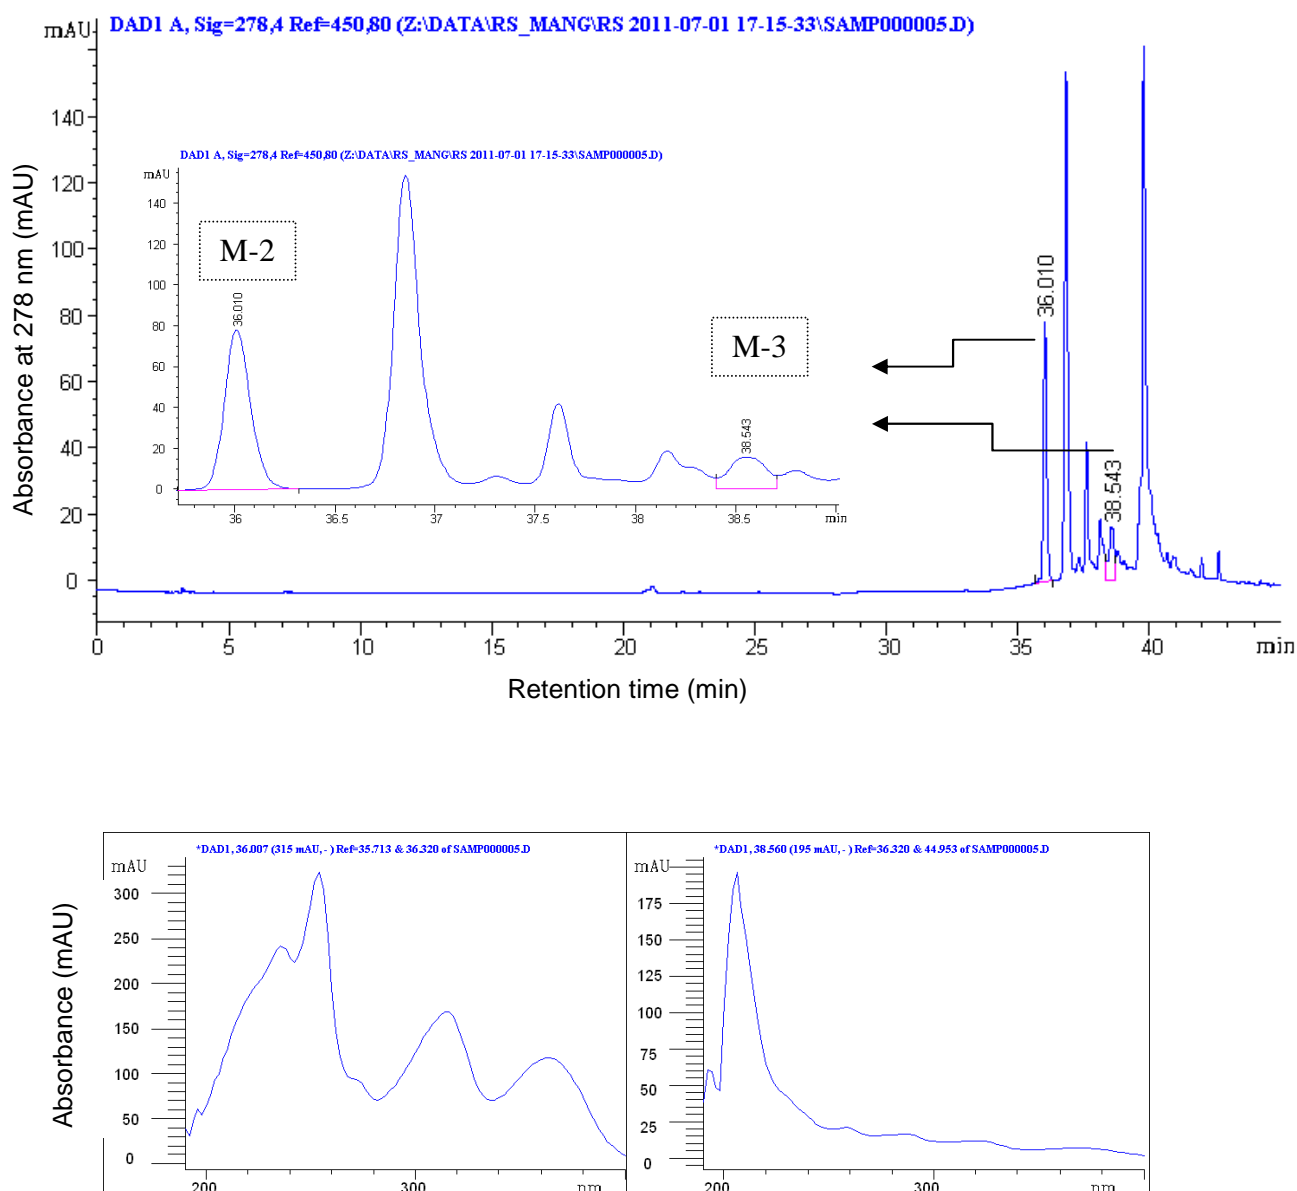 mAU DAD1 A, Sig=278,4 Ref=450,80 (Z:\DATA\RS_MANG\RS 2011-07-01 17-15-33\SAMP000005.D)
Absorbance at 278 nm (mAU)
140
120
100
80
60
40
20
0
DAD1 A, Sig=278,4 Ref=450,80 (Z:\DATA\RS_MANG\RS 2011-07-01 17-15-33\SAMP000005.D)
mAU
140
120
100
80
60
40
20
0
M-2
36.010
M-3
38.543
36 36.5 37 37.5 38 38.5 min
36.010
38.543
0 5 10 15 20 25 30 35 40 min
Retention time (min)
Absorbance (mAU)
*DAD1, 36.007 (315 mAU, - ) Ref=35.713 & 36.320 of SAMP000005.D
mAU
300
250
200
150
100
50
0
200 300 nm
*DAD1, 38.560 (195 mAU, - ) Ref=36.320 & 44.953 of SAMP000005.D
mAU
175
150
125
100
75
50
25
0
200 300 nm